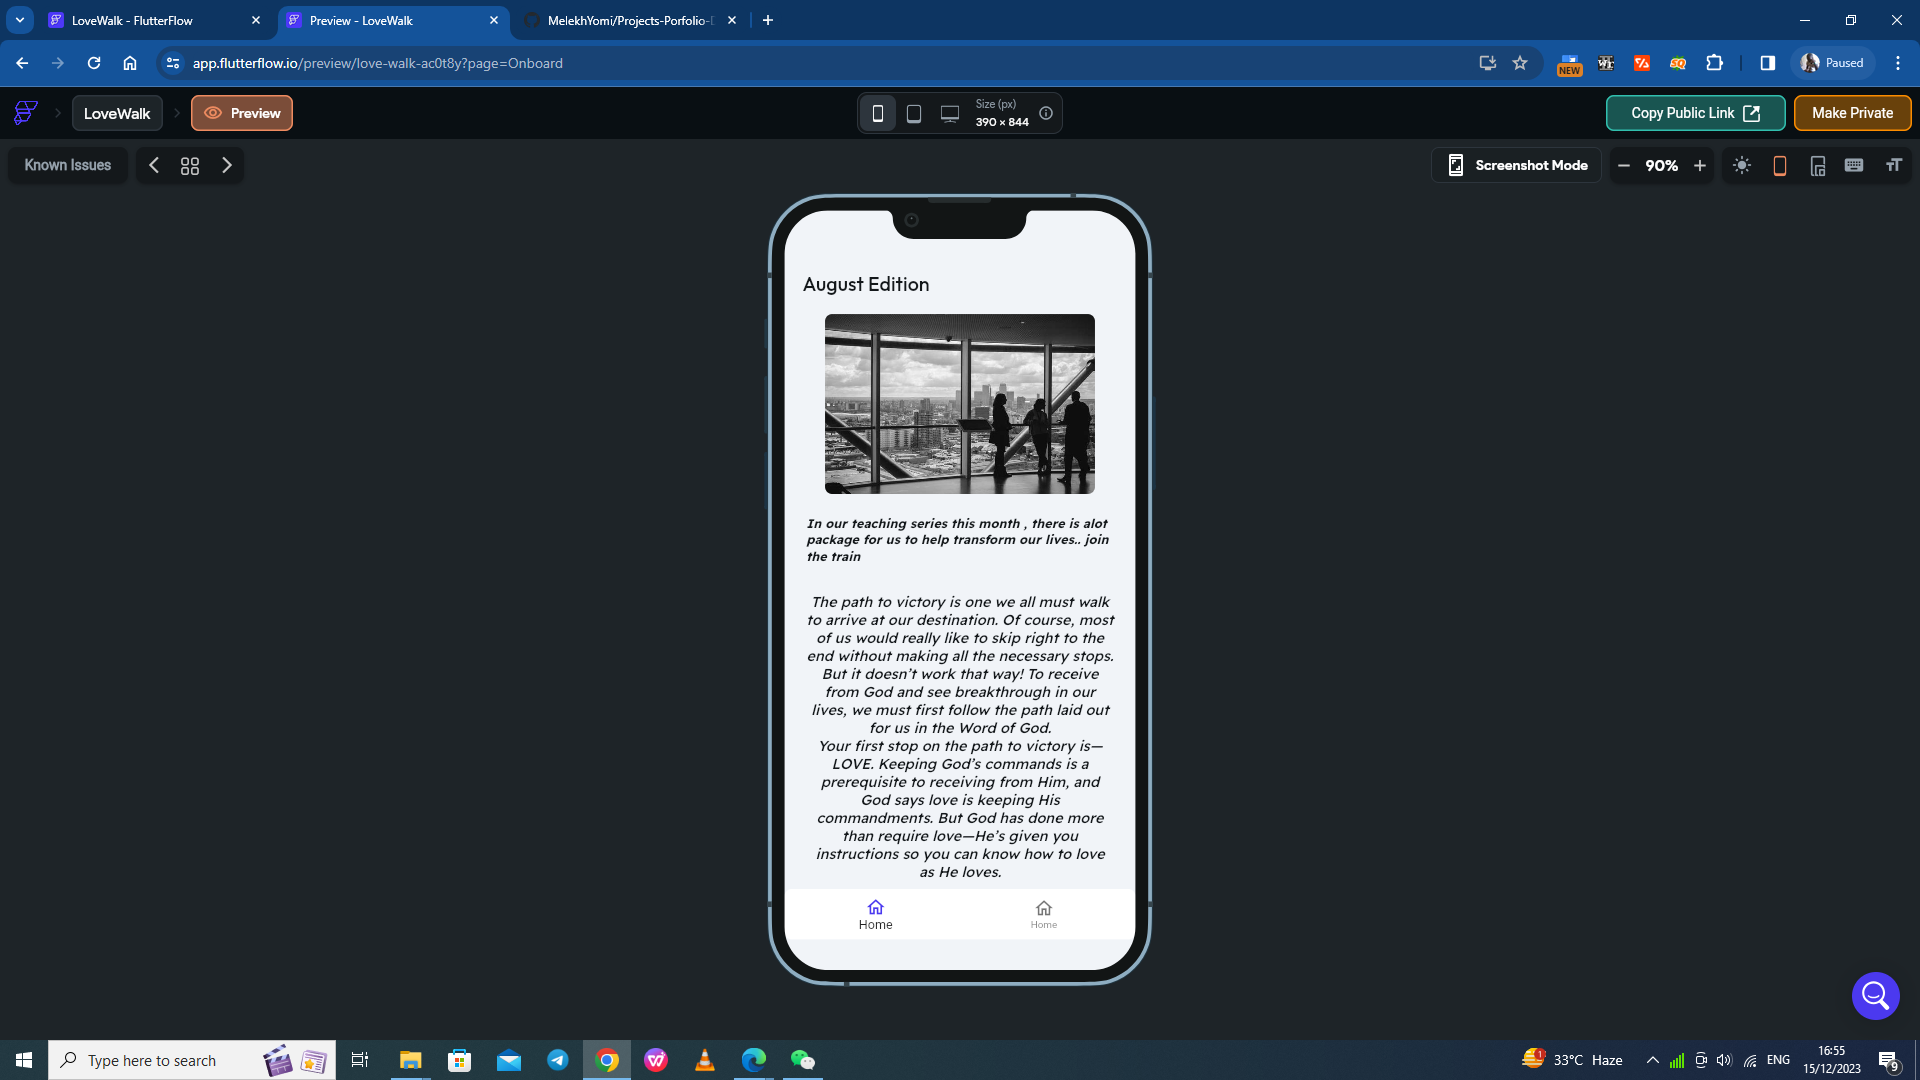 LoveWalk - FlutterFlow
Preview - LoveWalk
MelekhYomi/Projects-Porfolio-
app.flutterflow.io/preview/love-walk-ac0t8y?page=Onboard
NEW
Paused
LoveWalk
Preview
Size (px)
390 × 844
Copy Public Link
Make Private
Known Issues
Screenshot Mode
90%
August Edition
In our teaching series this month , there is alot
package for us to help transform our lives.. join
the train
The path to victory is one we all must walk
to arrive at our destination. Of course, most
of us would really like to skip right to the
end without making all the necessary stops.
But it doesn’t work that way! To receive
from God and see breakthrough in our
lives, we must first follow the path laid out
for us in the Word of God.
Your first stop on the path to victory is—
LOVE. Keeping God’s commands is a
prerequisite to receiving from Him, and
God says love is keeping His
commandments. But God has done more
than require love—He’s given you
instructions so you can know how to love
as He loves.
Home
Home
Type here to search
1
33°C Haze
ENG
16:55
15/12/2023
9